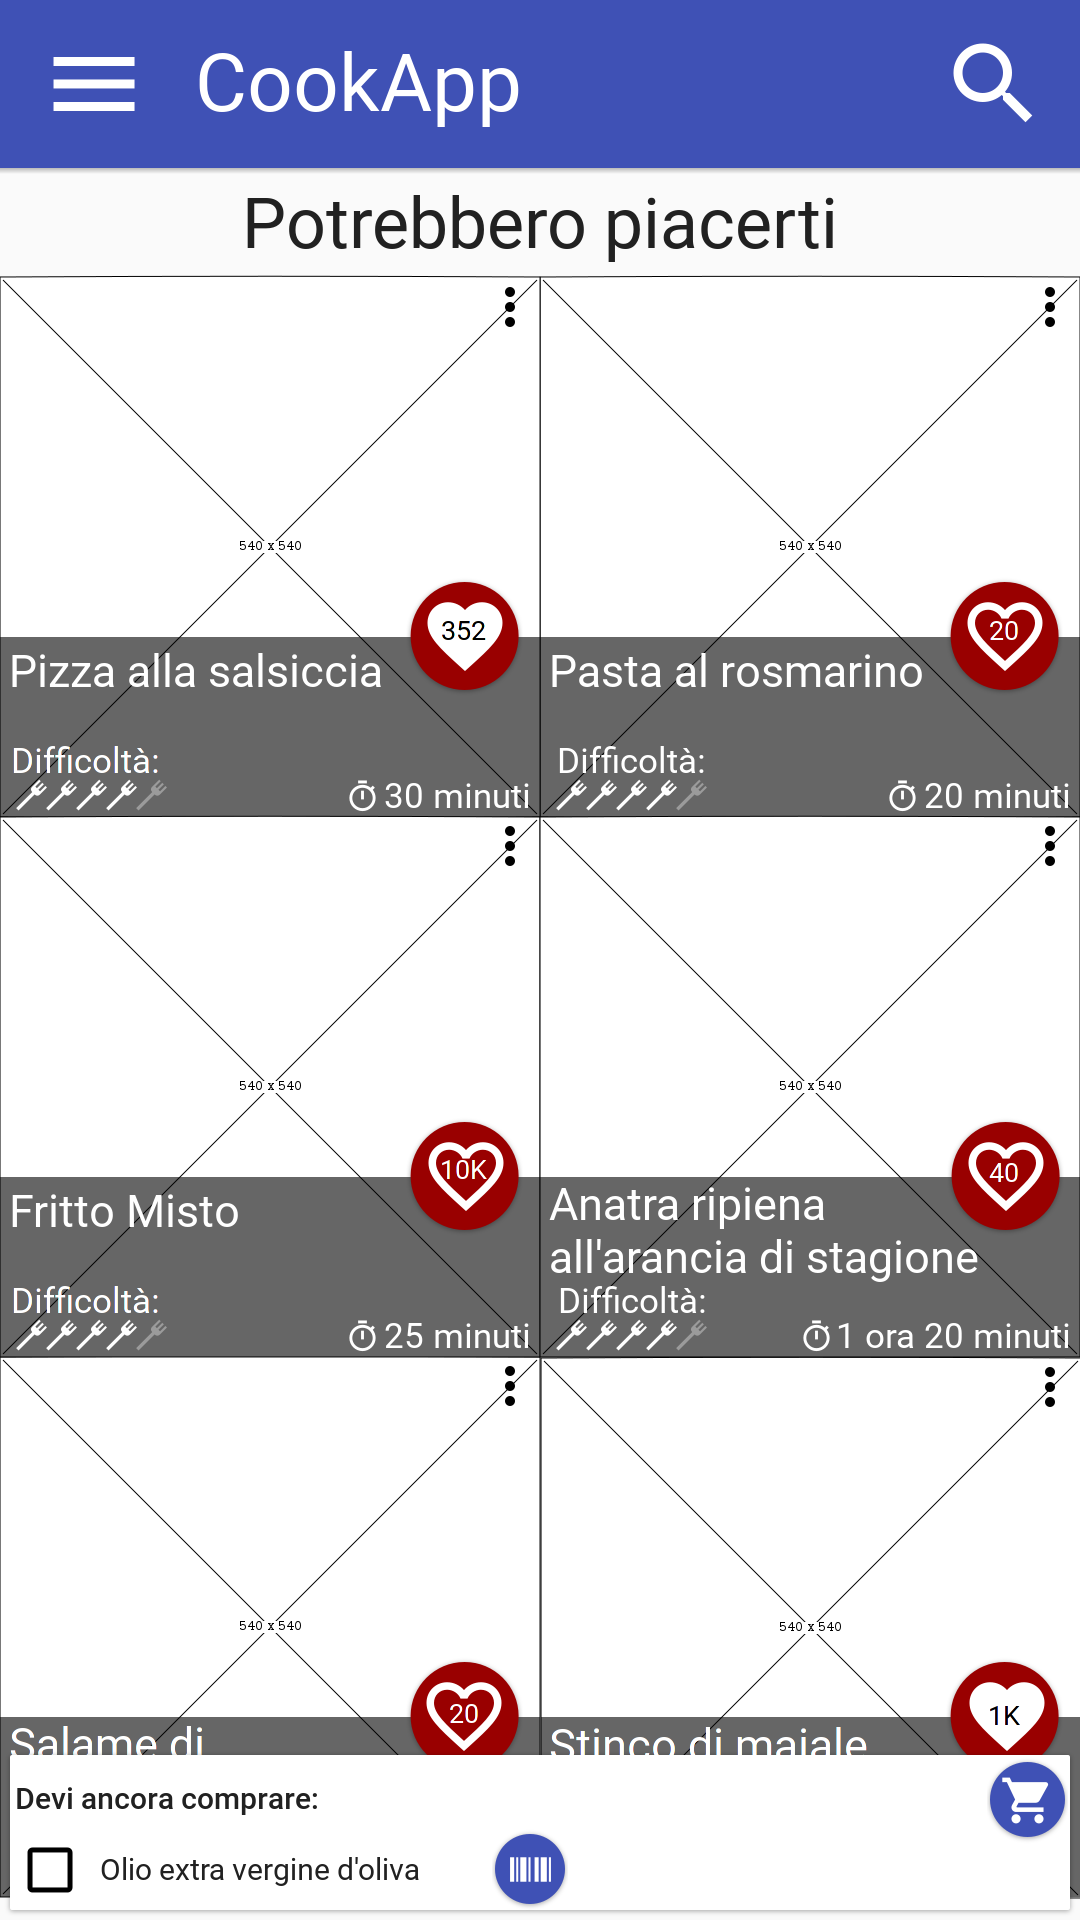 CookApp
Potrebbero piacerti
540 x 540
352
Pizza alla salsiccia
Difficoltà:
30 minuti
540 x 540
20
Pasta al rosmarino
Difficoltà:
20 minuti
540 x 540
10K
Fritto Misto
Difficoltà:
25 minuti
540 x 540
40
Anatra ripiena
all'arancia di stagione
Difficoltà:
1 ora 20 minuti
540 x 540
20
Salame di
540 x 540
1K
Stinco di maiale
Devi ancora comprare:
Olio extra vergine d'oliva